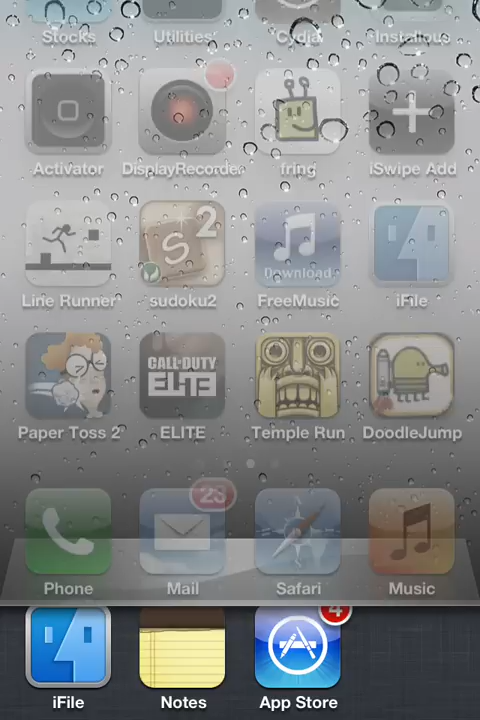 Stocks Utilities Cydia Installous
Activator DisplayRecorder fring iSwipe Add
2
S
Download
Line Runner sudoku2 FreeMusic iFile
CALL OF DUTY
ELITE
Paper Toss 2 ELITE Temple Run DoodleJump
23
Phone Mail Safari Music
4
iFile Notes App Store